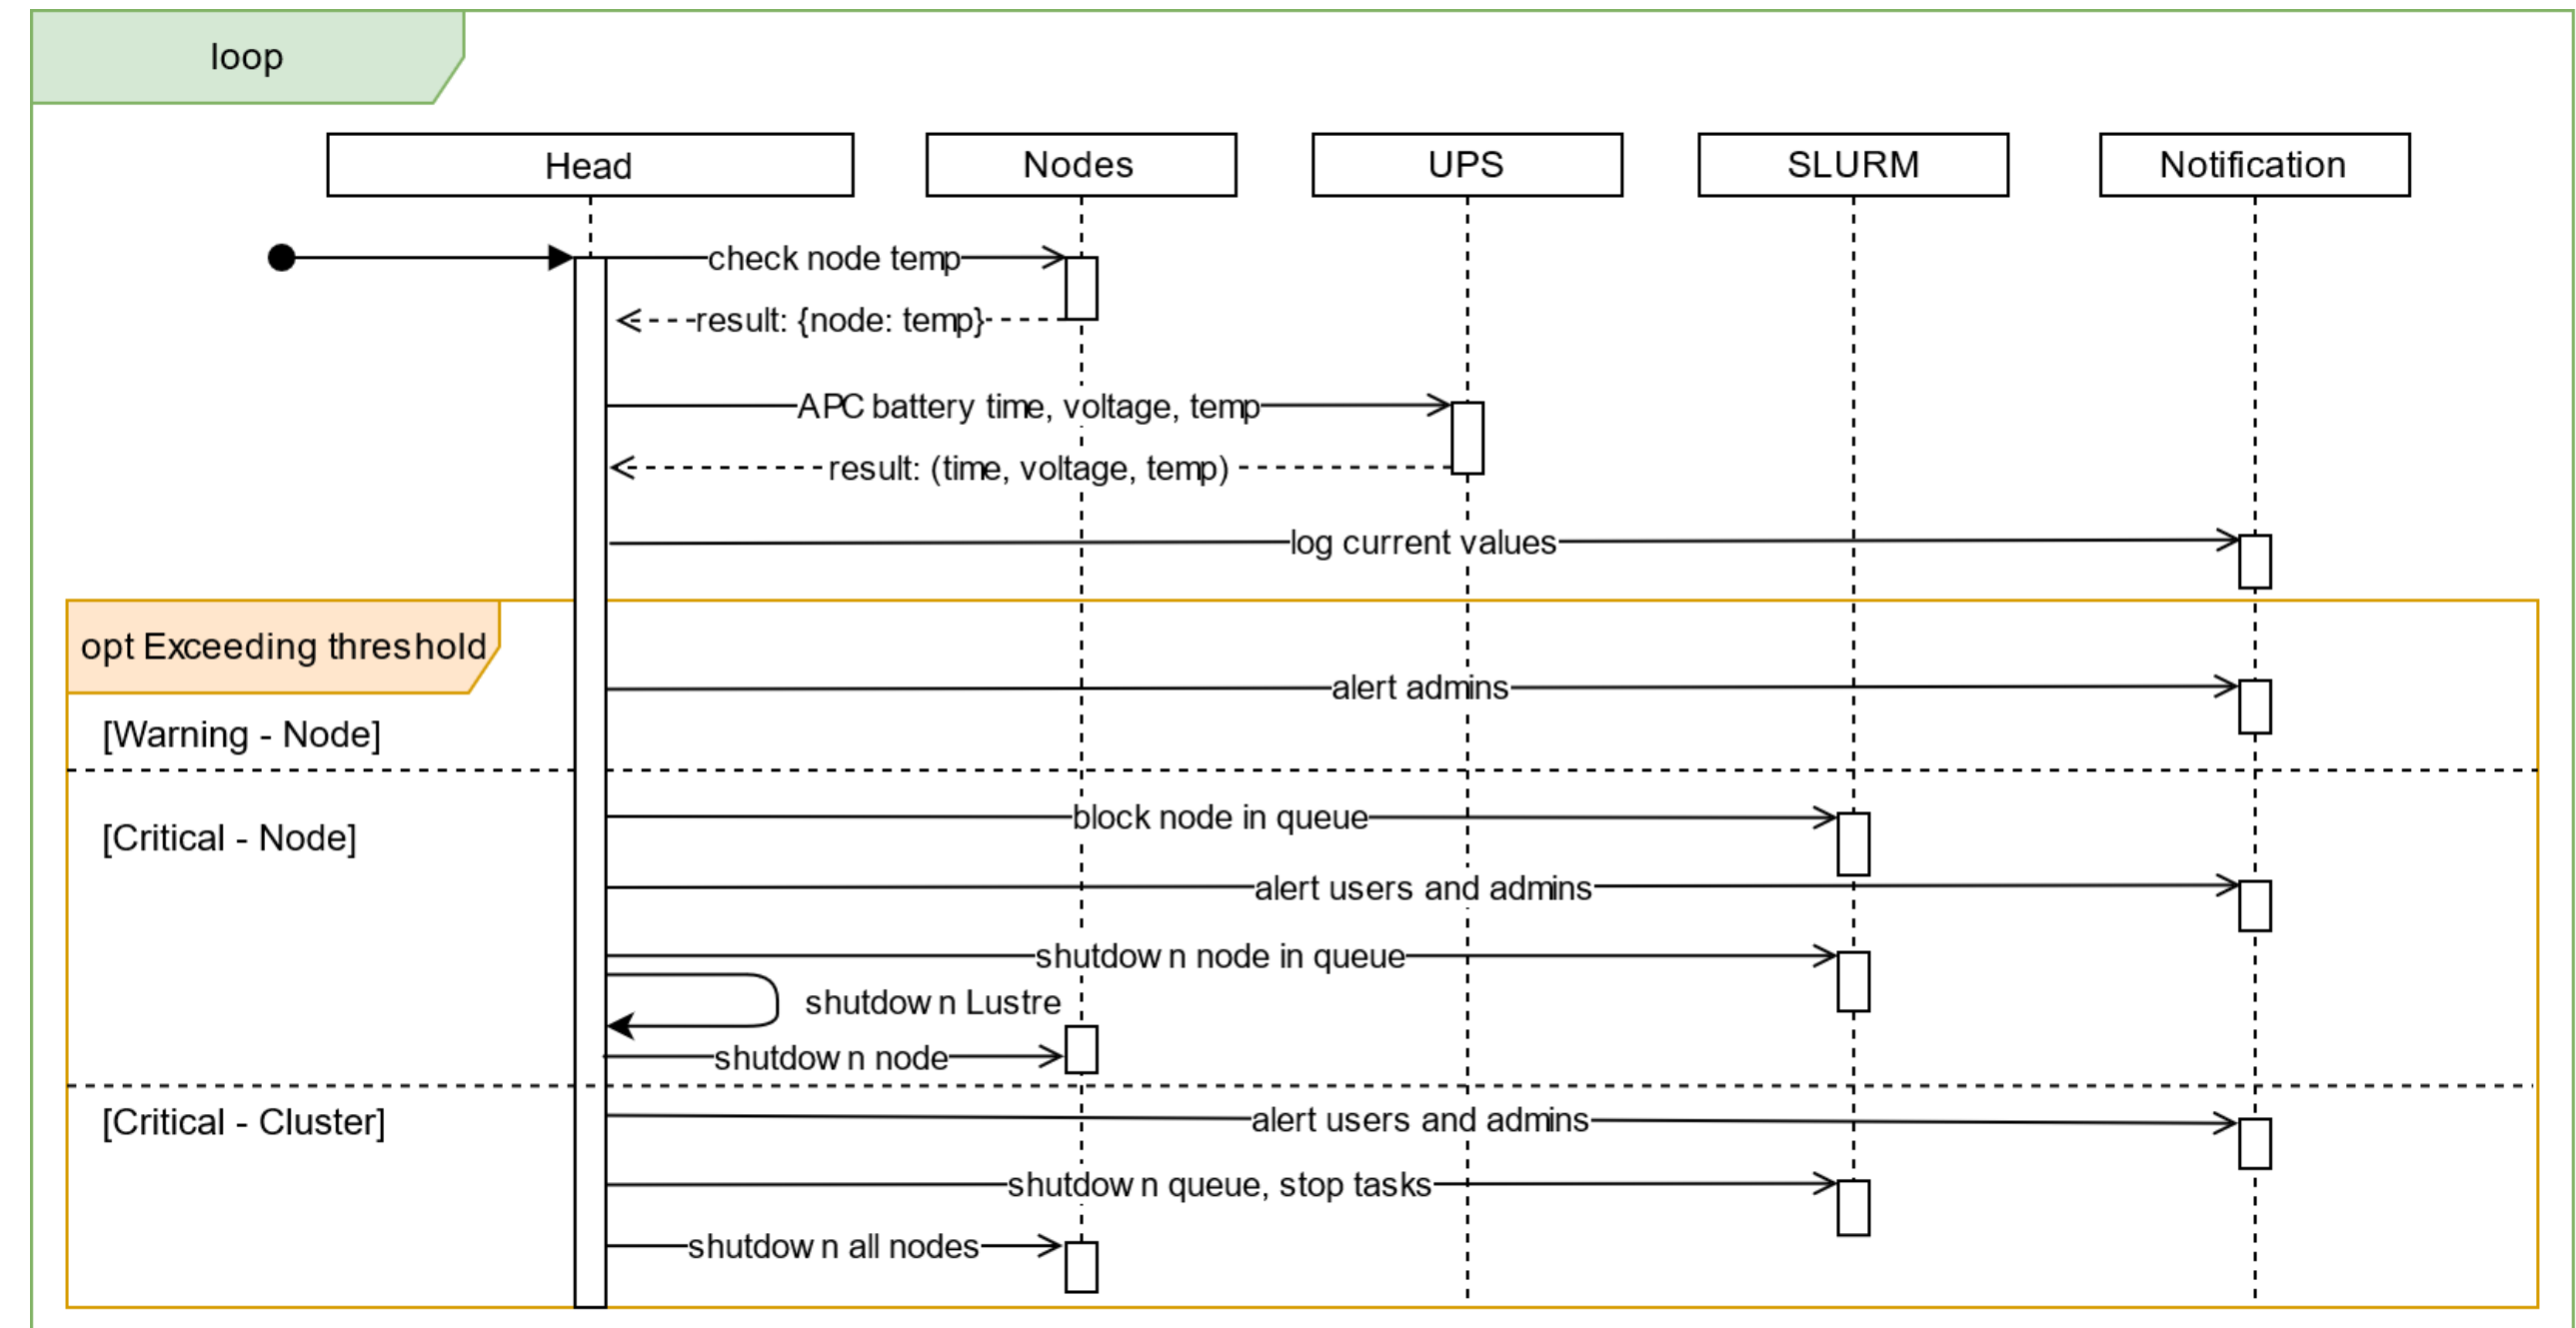 loop
Head
Nodes
UPS
SLURM
Notification
check node temp
result: {node: temp}
APC battery time, voltage, temp
result: (time, voltage, temp)
log current values
opt Exceeding threshold
alert admins
[Warning - Node]
block node in queue
[Critical - Node]
alert users and admins
shutdown node in queue
shutdown Lustre
shutdown node
[Critical - Cluster]
alert users and admins
shutdown queue, stop tasks
shutdown all nodes